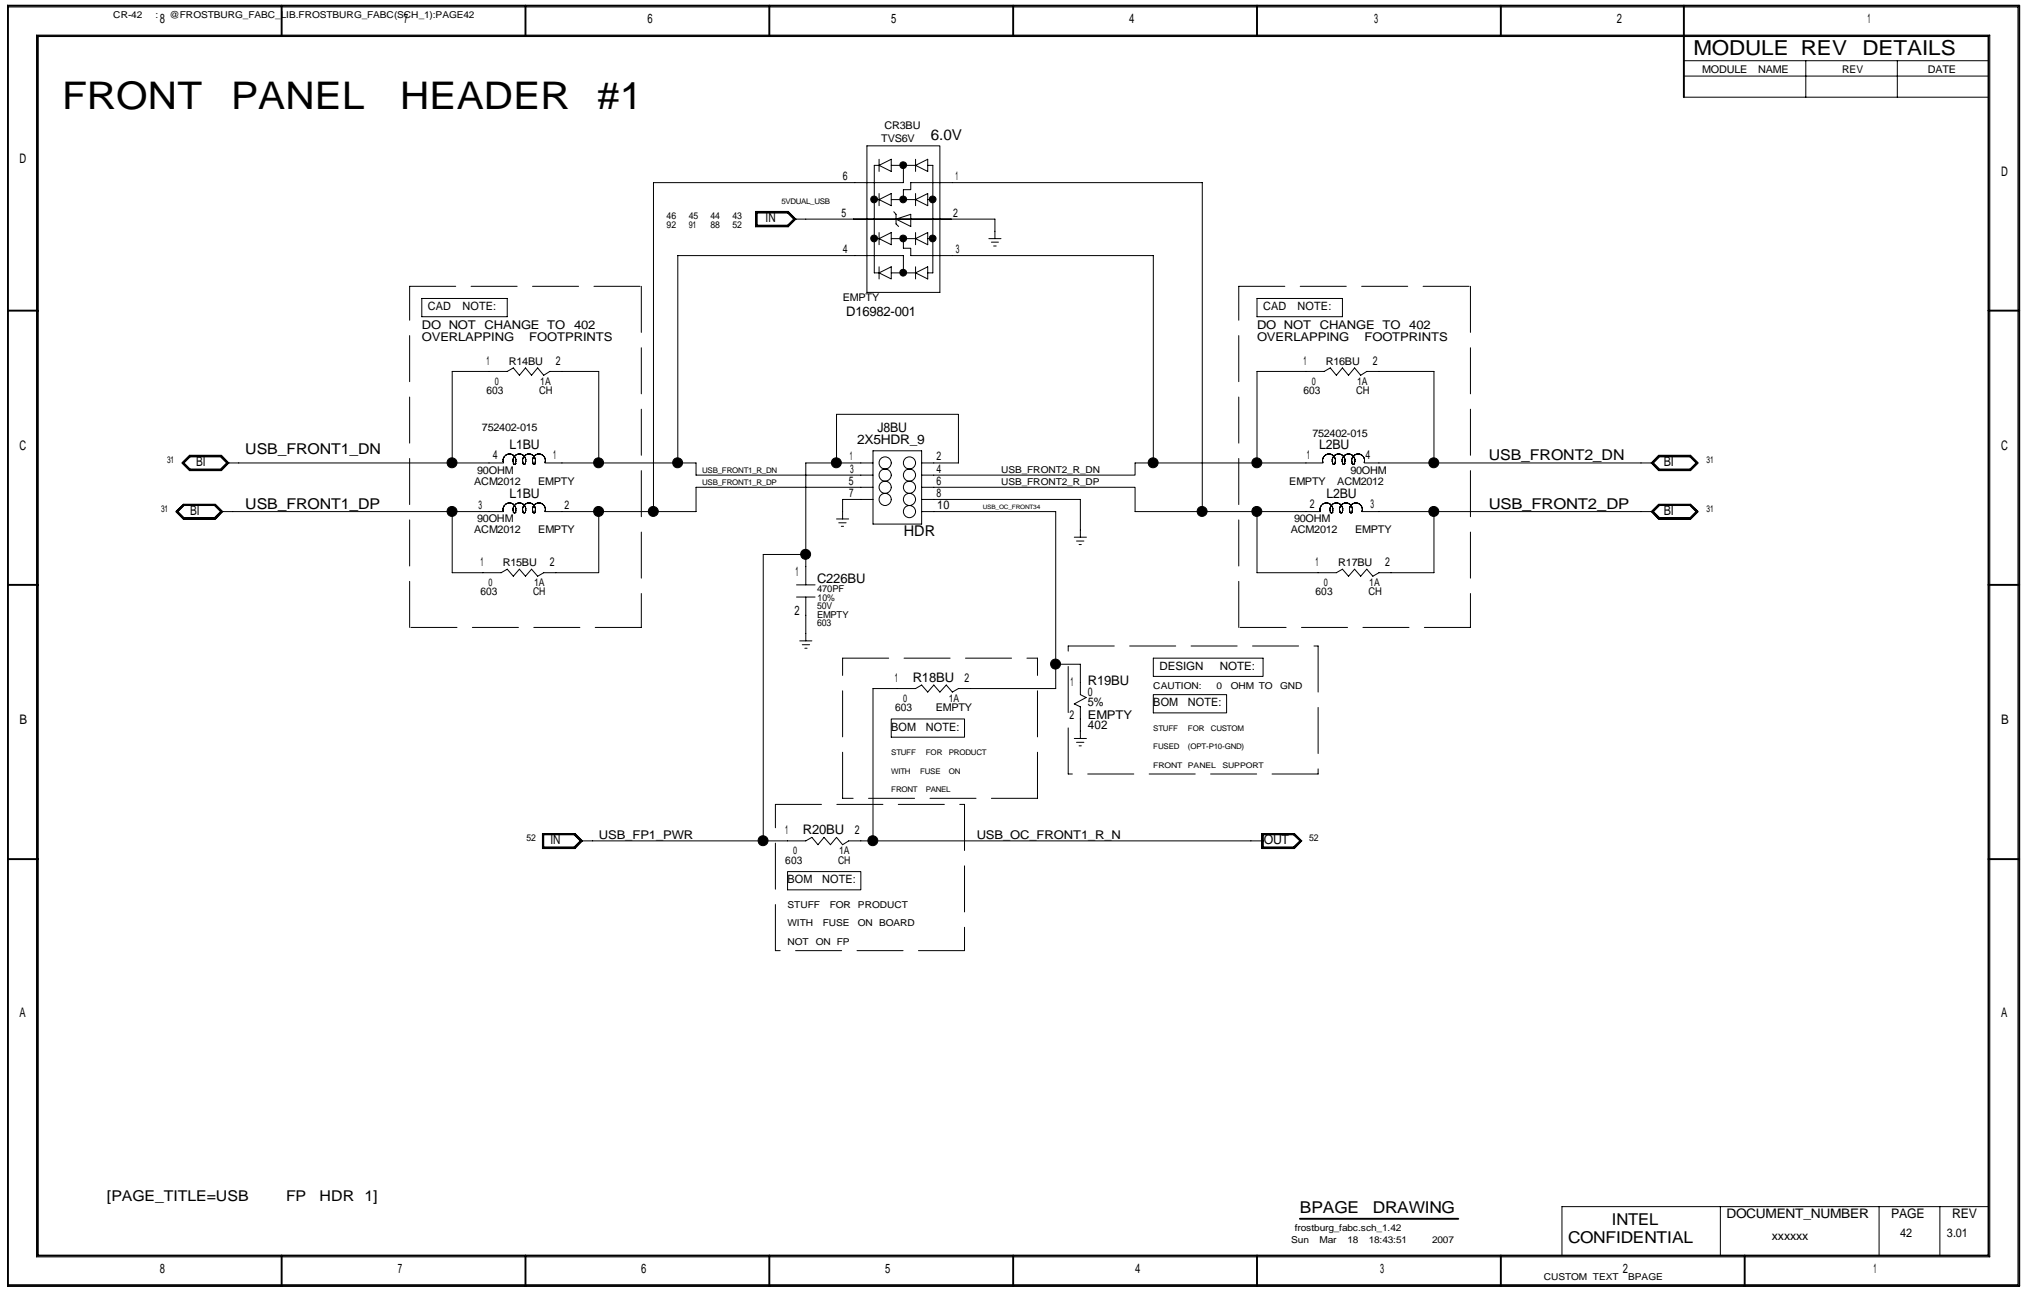 CR-42 : @FROSTBURG_FABC_LIB.FROSTBURG_FABC(SCH_1):PAGE42
8 7 6 5 4 3 2 1
MODULE REV DETAILS
MODULE NAME REV DATE
FRONT PANEL HEADER #1
CR3BU
TVS6V 6.0V
D D
6 1
5VDUAL_USB
46 45 44 43 IN 5 2
92 91 88 52
4 3
EMPTY
D16982-001
CAD NOTE:
DO NOT CHANGE TO 402
OVERLAPPING FOOTPRINTS
1 R14BU 2
0 1A
603 CH
752402-015
L1BU
4 1
90OHM
ACM2012 EMPTY
L1BU
3 2
90OHM
ACM2012 EMPTY
1 R15BU 2
0 1A
603 CH
C C
31 BI USB_FRONT1_DN
31 BI USB_FRONT1_DP
J8BU
2X5HDR_9
1 2
3 4
5 6
7 8
10
HDR
USB_FRONT1_R_DN
USB_FRONT1_R_DP
USB_FRONT2_R_DN
USB_FRONT2_R_DP
USB_OC_FRONT34
CAD NOTE:
DO NOT CHANGE TO 402
OVERLAPPING FOOTPRINTS
1 R16BU 2
0 1A
603 CH
752402-015
L2BU
1 4
90OHM
EMPTY ACM2012
L2BU
2 3
90OHM
ACM2012 EMPTY
1 R17BU 2
0 1A
603 CH
USB_FRONT2_DN BI 31
USB_FRONT2_DP BI 31
1 C226BU
470PF
10%
50V
2 EMPTY
603
B B
1 R18BU 2
0 1A
603 EMPTY
BOM NOTE:
STUFF FOR PRODUCT
WITH FUSE ON
FRONT PANEL
1 R19BU
0
5%
2 EMPTY
402
DESIGN NOTE:
CAUTION: 0 OHM TO GND
BOM NOTE:
STUFF FOR CUSTOM
FUSED (OPT-P10-GND)
FRONT PANEL SUPPORT
52 IN USB_FP1_PWR
1 R20BU 2
0 1A
603 CH
USB_OC_FRONT1_R_N OUT 52
BOM NOTE:
STUFF FOR PRODUCT
WITH FUSE ON BOARD
NOT ON FP
A A
[PAGE_TITLE=USB FP HDR 1]
BPAGE DRAWING
frostburg_fabc.sch_1.42
Sun Mar 18 18:43:51 2007
INTEL
CONFIDENTIAL
DOCUMENT_NUMBER PAGE REV
xxxxxx 42 3.01
8 7 6 5 4 3 2 1
CUSTOM TEXT BPAGE